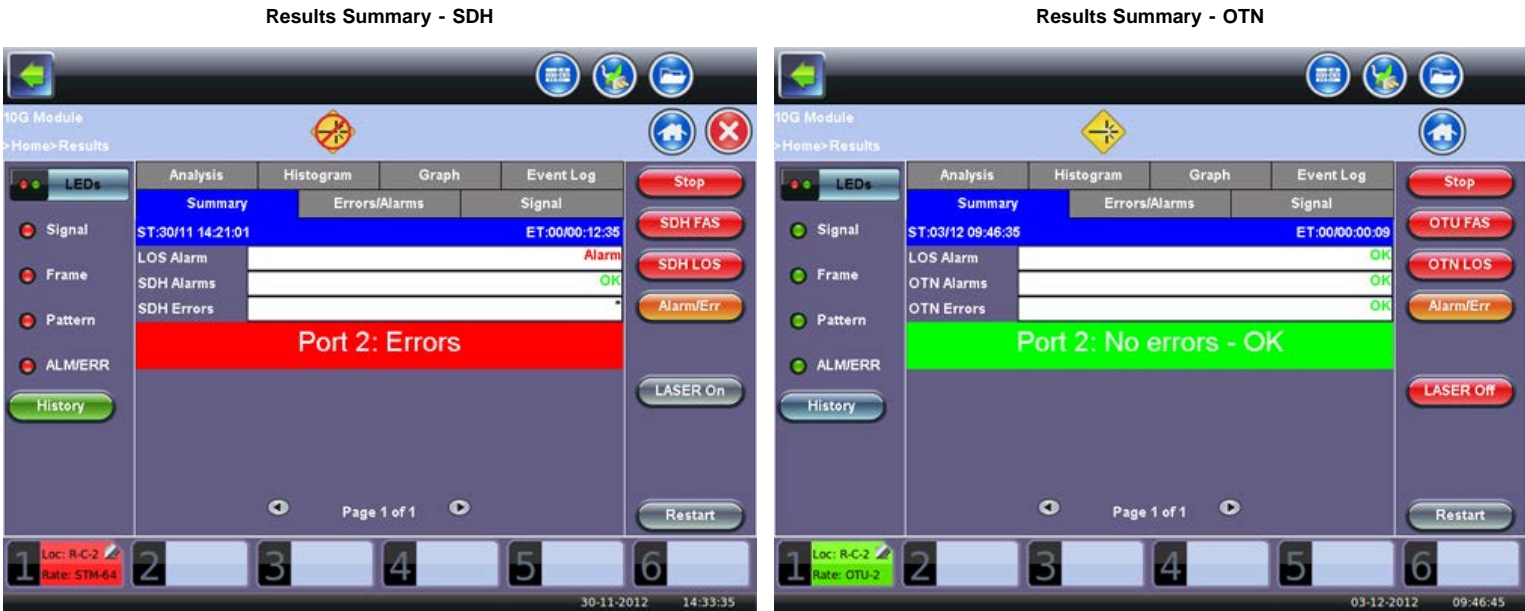 Results Summary - SDH
10G Module
>Home>Results
LEDs
Signal
Frame
Pattern
ALM/ERR
History
Analysis Histogram Graph Event Log
Summary Errors/Alarms Signal
ST:30/11 14:21:01 ET:00/00:12:35
LOS Alarm Alarm
SDH Alarms OK
SDH Errors *
Port 2: Errors
Page 1 of 1
Stop
SDH FAS
SDH LOS
Alarm/Err
LASER On
Restart
1 Loc: R-C-2 2 3 4 5 6
Rate: STM-64
30-11-2012 14:33:35
Results Summary - OTN
10G Module
>Home>Results
LEDs
Signal
Frame
Pattern
ALM/ERR
History
Analysis Histogram Graph Event Log
Summary Errors/Alarms Signal
ST:03/12 09:46:35 ET:00/00:00:09
LOS Alarm OK
OTN Alarms OK
OTN Errors OK
Port 2: No errors - OK
Page 1 of 1
Stop
OTU FAS
OTN LOS
Alarm/Err
LASER Off
Restart
1 Loc: R-C-2 2 3 4 5 6
Rate: OTU-2
03-12-2012 09:46:45